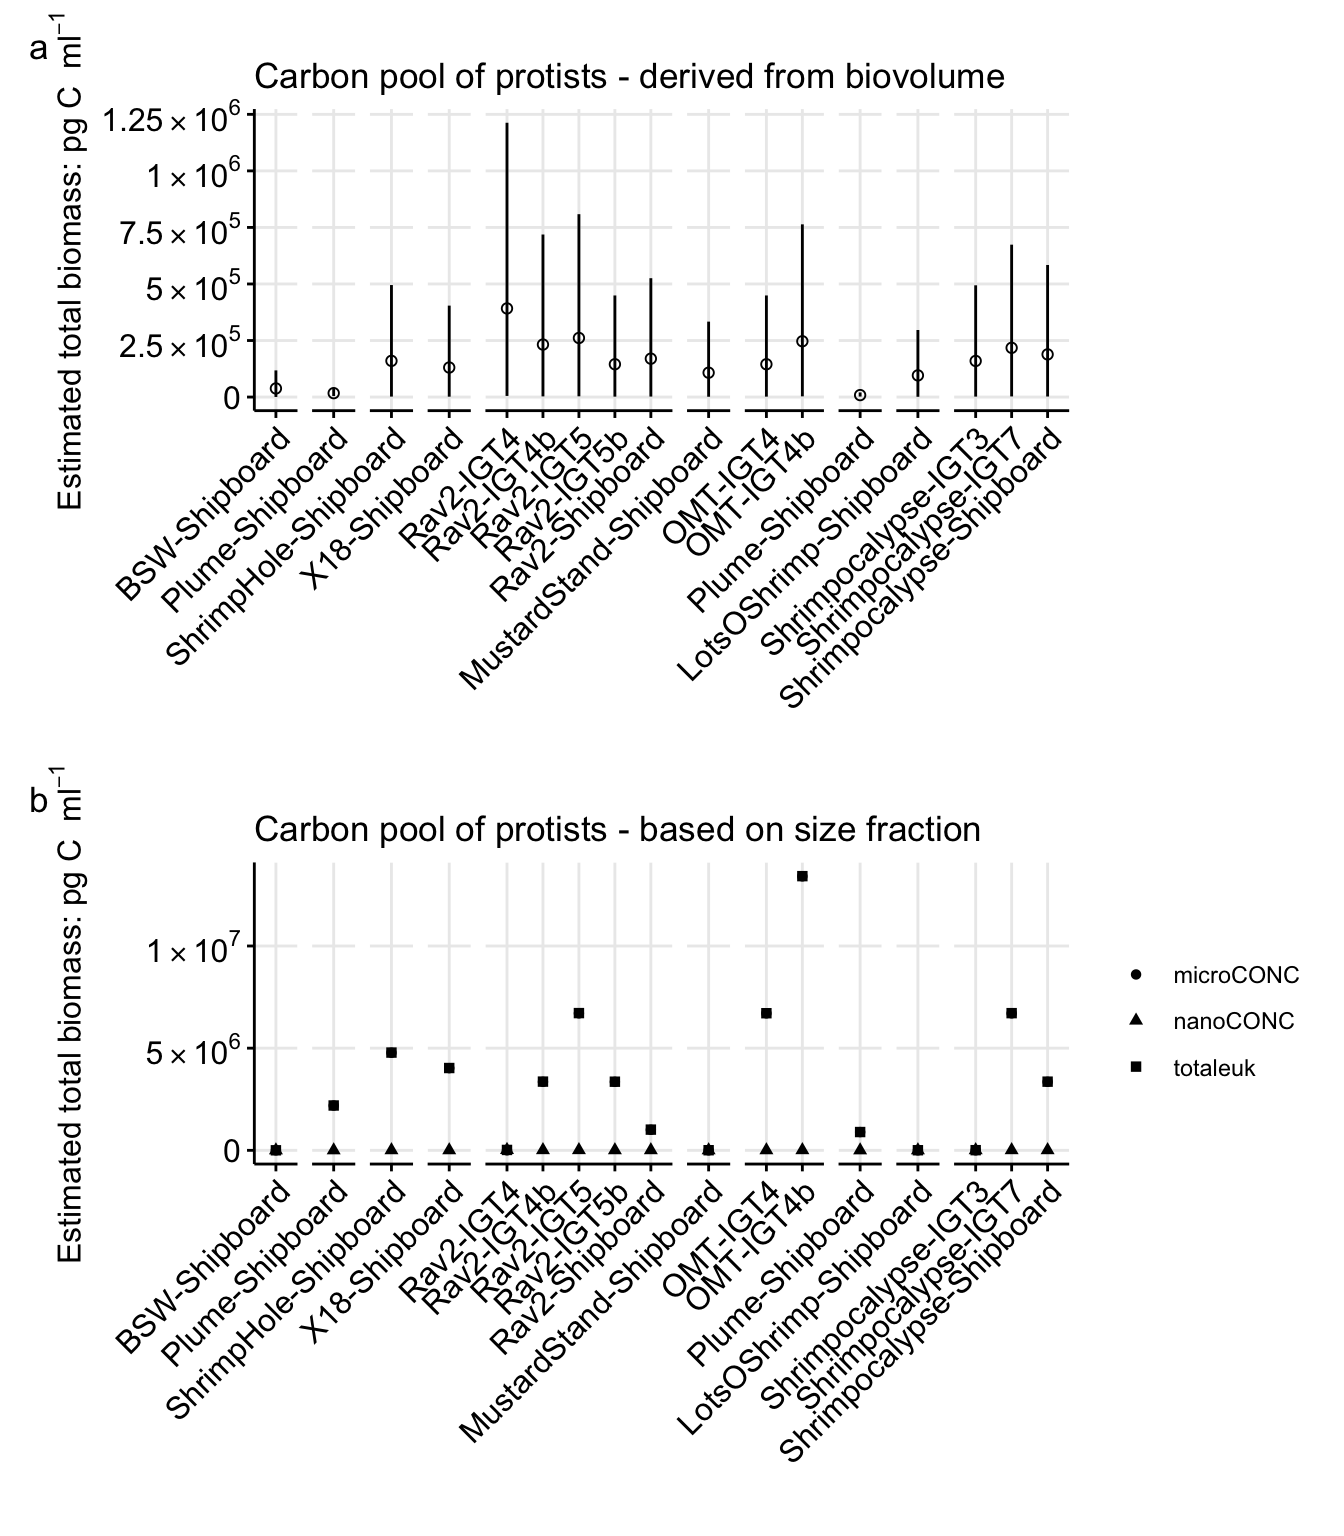 a
Carbon pool of protists - derived from biovolume
Estimated total biomass: pg C ml⁻¹
1.25 × 10⁶
1 × 10⁶
7.5 × 10⁵
5 × 10⁵
2.5 × 10⁵
0
BSW-Shipboard
Plume-Shipboard
ShrimpHole-Shipboard
X18-Shipboard
Rav2-IGT4
Rav2-IGT4b
Rav2-IGT5
Rav2-IGT5b
Rav2-Shipboard
MustardStand-Shipboard
OMT-IGT4
OMT-IGT4b
Plume-Shipboard
LotsOShrimp-Shipboard
Shrimpocalypse-IGT3
Shrimpocalypse-IGT7
Shrimpocalypse-Shipboard
b
Carbon pool of protists - based on size fraction
Estimated total biomass: pg C ml⁻¹
1 × 10⁷
5 × 10⁶
0
BSW-Shipboard
Plume-Shipboard
ShrimpHole-Shipboard
X18-Shipboard
Rav2-IGT4
Rav2-IGT4b
Rav2-IGT5
Rav2-IGT5b
Rav2-Shipboard
MustardStand-Shipboard
OMT-IGT4
OMT-IGT4b
Plume-Shipboard
LotsOShrimp-Shipboard
Shrimpocalypse-IGT3
Shrimpocalypse-IGT7
Shrimpocalypse-Shipboard
microCONC
nanoCONC
totaleuk